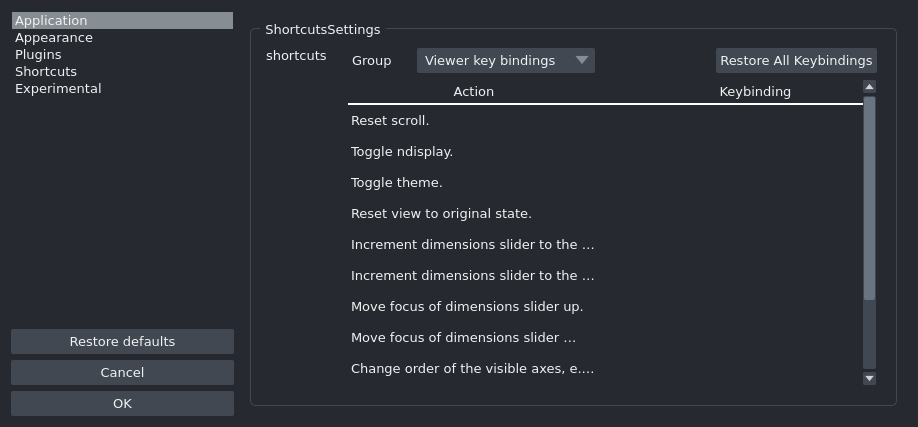 Application
Appearance
Plugins
Shortcuts
Experimental
Restore defaults
Cancel
OK
ShortcutsSettings
shortcuts
Group
Viewer key bindings
Restore All Keybindings
Action
Keybinding
Reset scroll.
Toggle ndisplay.
Toggle theme.
Reset view to original state.
Increment dimensions slider to the ...
Increment dimensions slider to the ...
Move focus of dimensions slider up.
Move focus of dimensions slider ...
Change order of the visible axes, e....